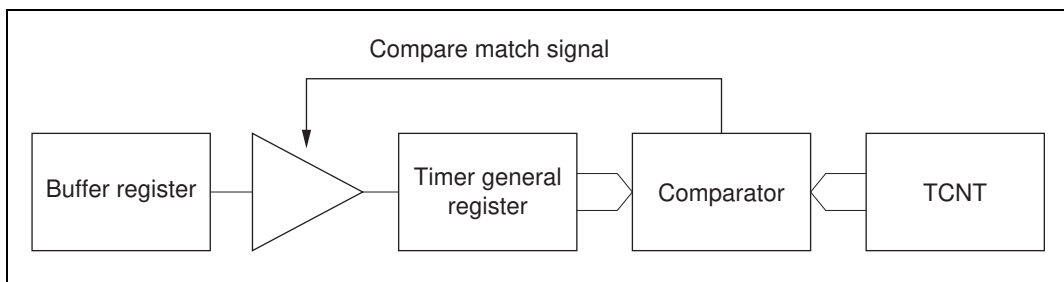 Compare match signal
Buffer register
Timer general
register
Comparator
TCNT